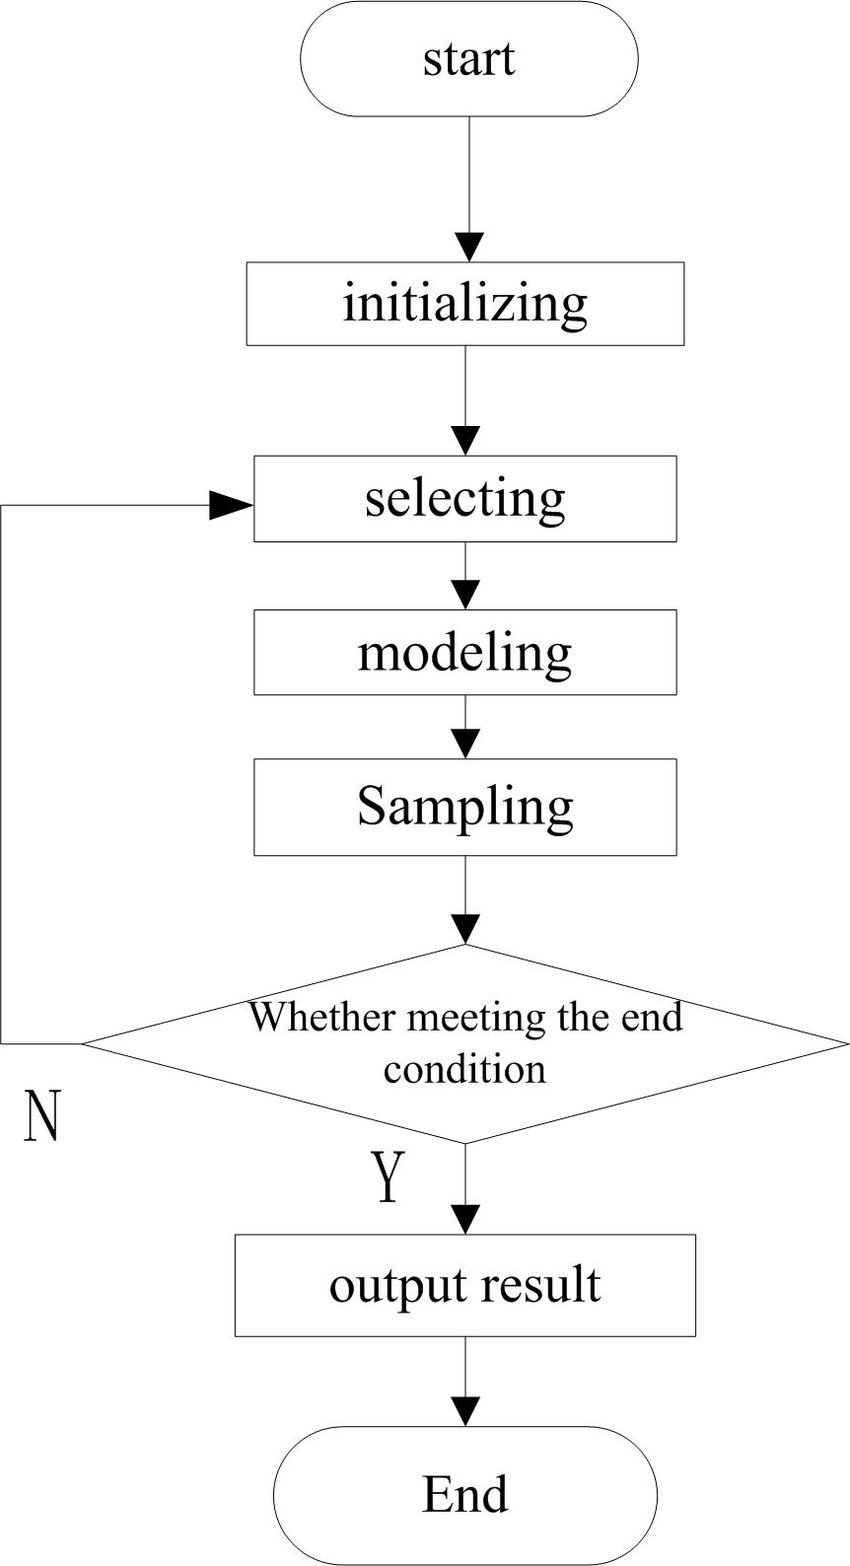 start
initializing
selecting
modeling
Sampling
Whether meeting the end
condition
N
Y
output result
End